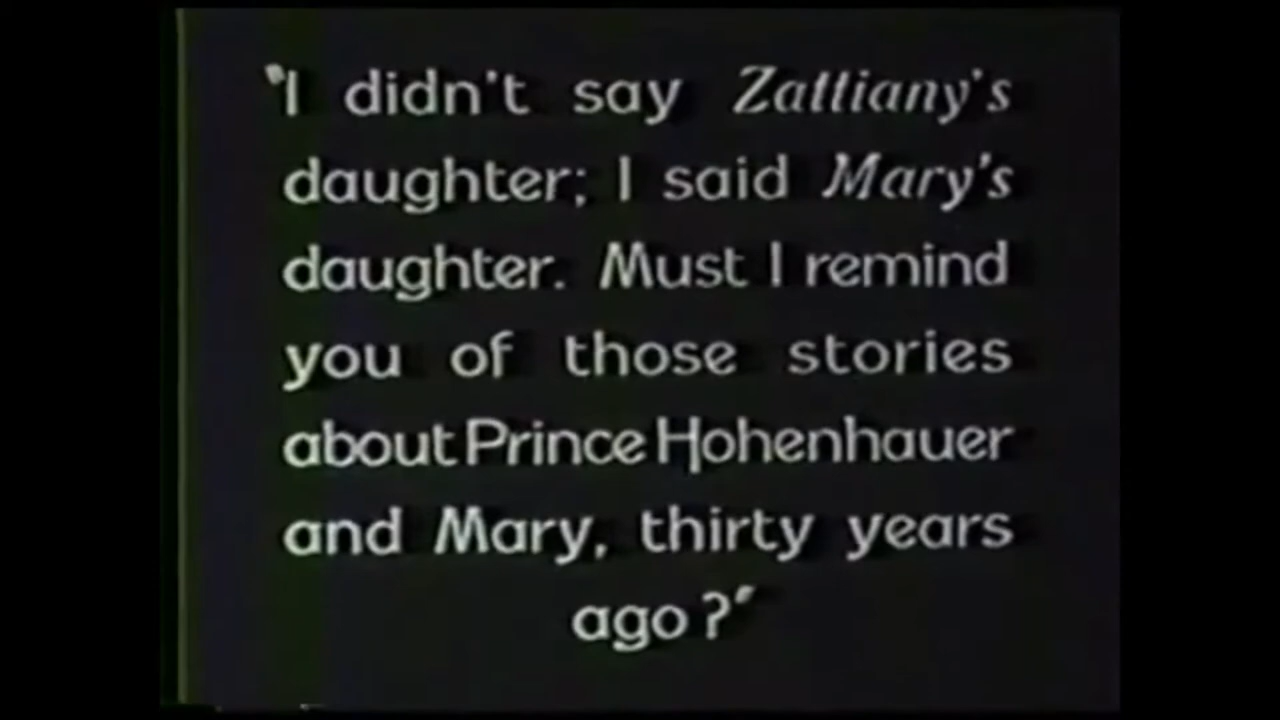 "I didn't say Zattiany's
daughter; I said Mary's
daughter. Must I remind
you of those stories
about Prince Hohenhauer
and Mary, thirty years
ago?"